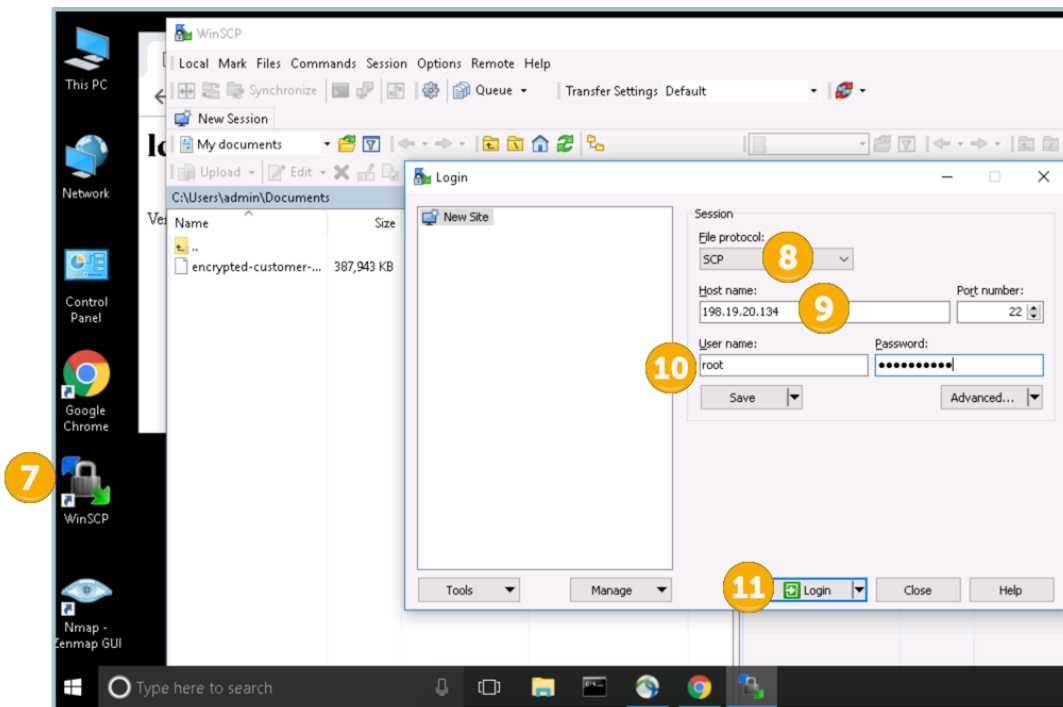 This PC
Network
Control
Panel
Google
Chrome
7
WinSCP
Nmap -
Zenmap GUI
WinSCP
Local Mark Files Commands Session Options Remote Help
Synchronize
Queue
Transfer Settings Default
New Session
My documents
Upload
Edit
C:\Users\admin\Documents
Name
Size
..
encrypted-customer-... 387,943 KB
Login
New Site
Session
File protocol:
SCP
8
Host name:
Port number:
198.19.20.134
9
22
User name:
Password:
10
root
●●●●●●●●●●
Save
Advanced...
Tools
Manage
11
Login
Close
Help
Type here to search